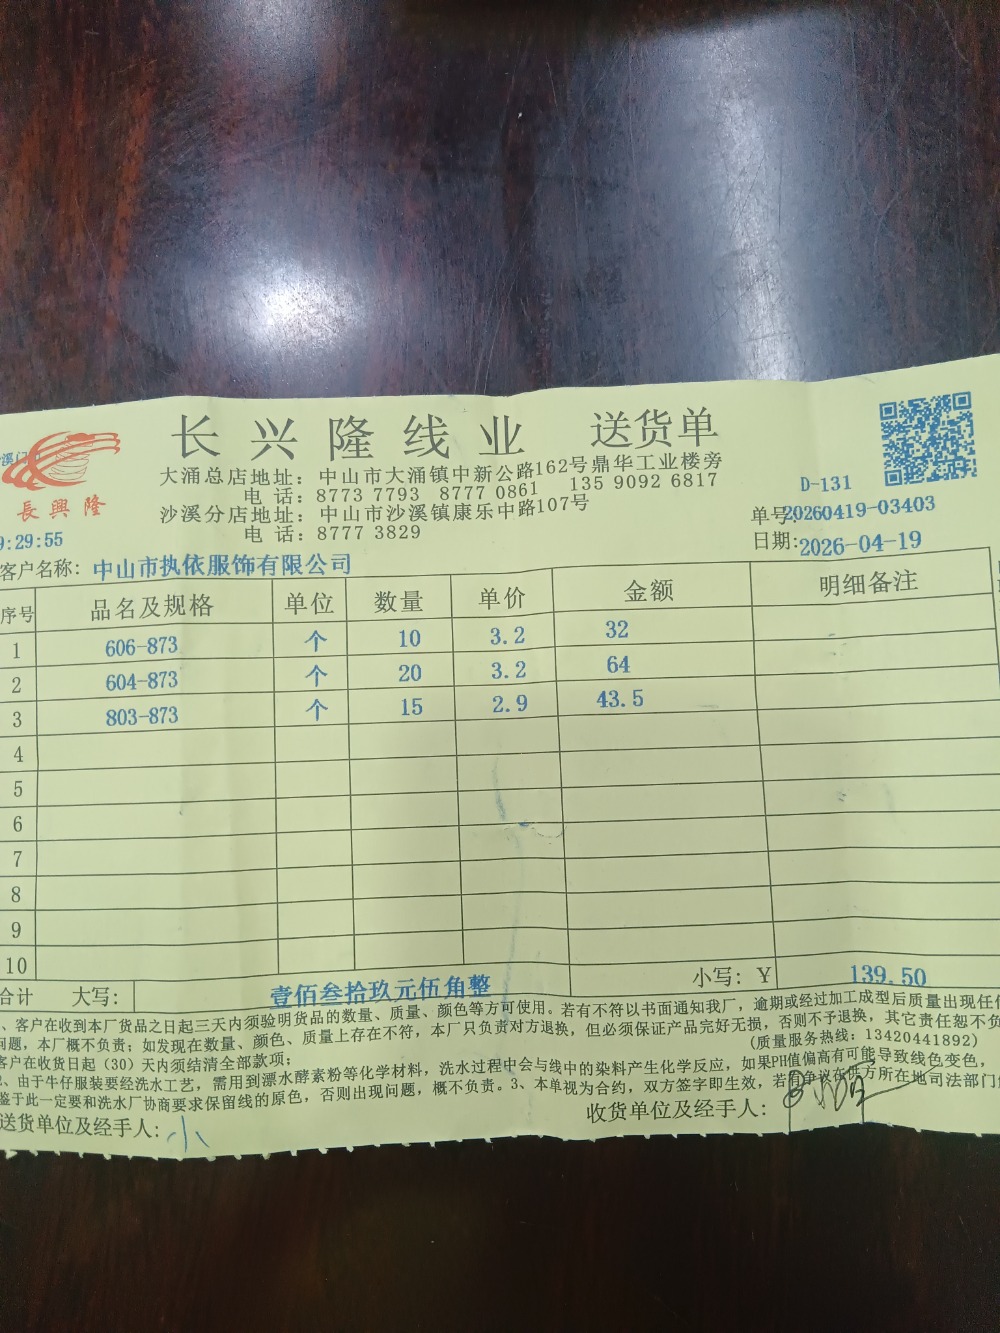 长兴隆线业 送货单
大涌总店地址：中山市大涌镇中新公路162号鼎华工业楼旁
电 话：8773 7793 8777 0861 135 9092 6817
沙溪分店地址：中山市沙溪镇康乐中路107号
电 话：8777 3829
長興隆
D-131
单号:20260419-03403
日期:2026-04-19
9:29:55
客户名称：中山市执依服饰有限公司
序号 品名及规格 单位 数量 单价 金额 明细备注
1 606-873 个 10 3.2 32
2 604-873 个 20 3.2 64
3 803-873 个 15 2.9 43.5
4
5
6
7
8
9
10
合计 大写：壹佰叁拾玖元伍角整 小写：¥ 139.50
、客户在收到本厂货品之日起三天内须验明货品的数量、质量、颜色等方可使用。若有不符以书面通知我厂，逾期或经过加工成型后质量出现任何
问题，本厂概不负责；如发现在数量、颜色、质量上存在不符，本厂只负责对方退换，但必须保证产品完好无损，否则不予退换，其它责任恕不负
客户在收货日起（30）天内须结清全部款项； （质量服务热线：13420441892）
、由于牛仔服装要经洗水工艺，需用到漂水酵素粉等化学材料，洗水过程中会与线中的染料产生化学反应，如果PH值偏高有可能导致线色变色，
鉴于此一定要和洗水厂协商要求保留线的原色，否则出现问题，概不负责。3、本单视为合约，双方签字即生效，若有争议在供方所在地司法部门
送货单位及经手人：小 收货单位及经手人：